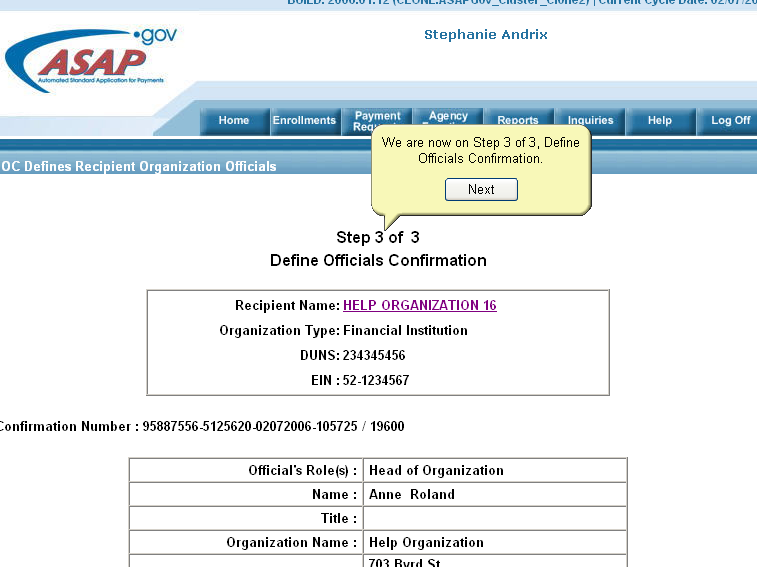 BUILD: 2006.01.12 (CLONE:ASAPGov_Cluster_Clone2) | Current Cycle Date: 02/07/20
.gov
ASAP
Automated Standard Application for Payments
Stephanie Andrix
Home Enrollments Payment Agency Reports Inquiries Help Log Off
OC Defines Recipient Organization Officials
We are now on Step 3 of 3, Define
Officials Confirmation.
Next
Step 3 of 3
Define Officials Confirmation
Recipient Name: HELP ORGANIZATION 16
Organization Type: Financial Institution
DUNS: 234345456
EIN : 52-1234567
Confirmation Number : 95887556-5125620-02072006-105725 / 19600
Official's Role(s) : Head of Organization
Name : Anne Roland
Title :
Organization Name : Help Organization
703 Byrd St